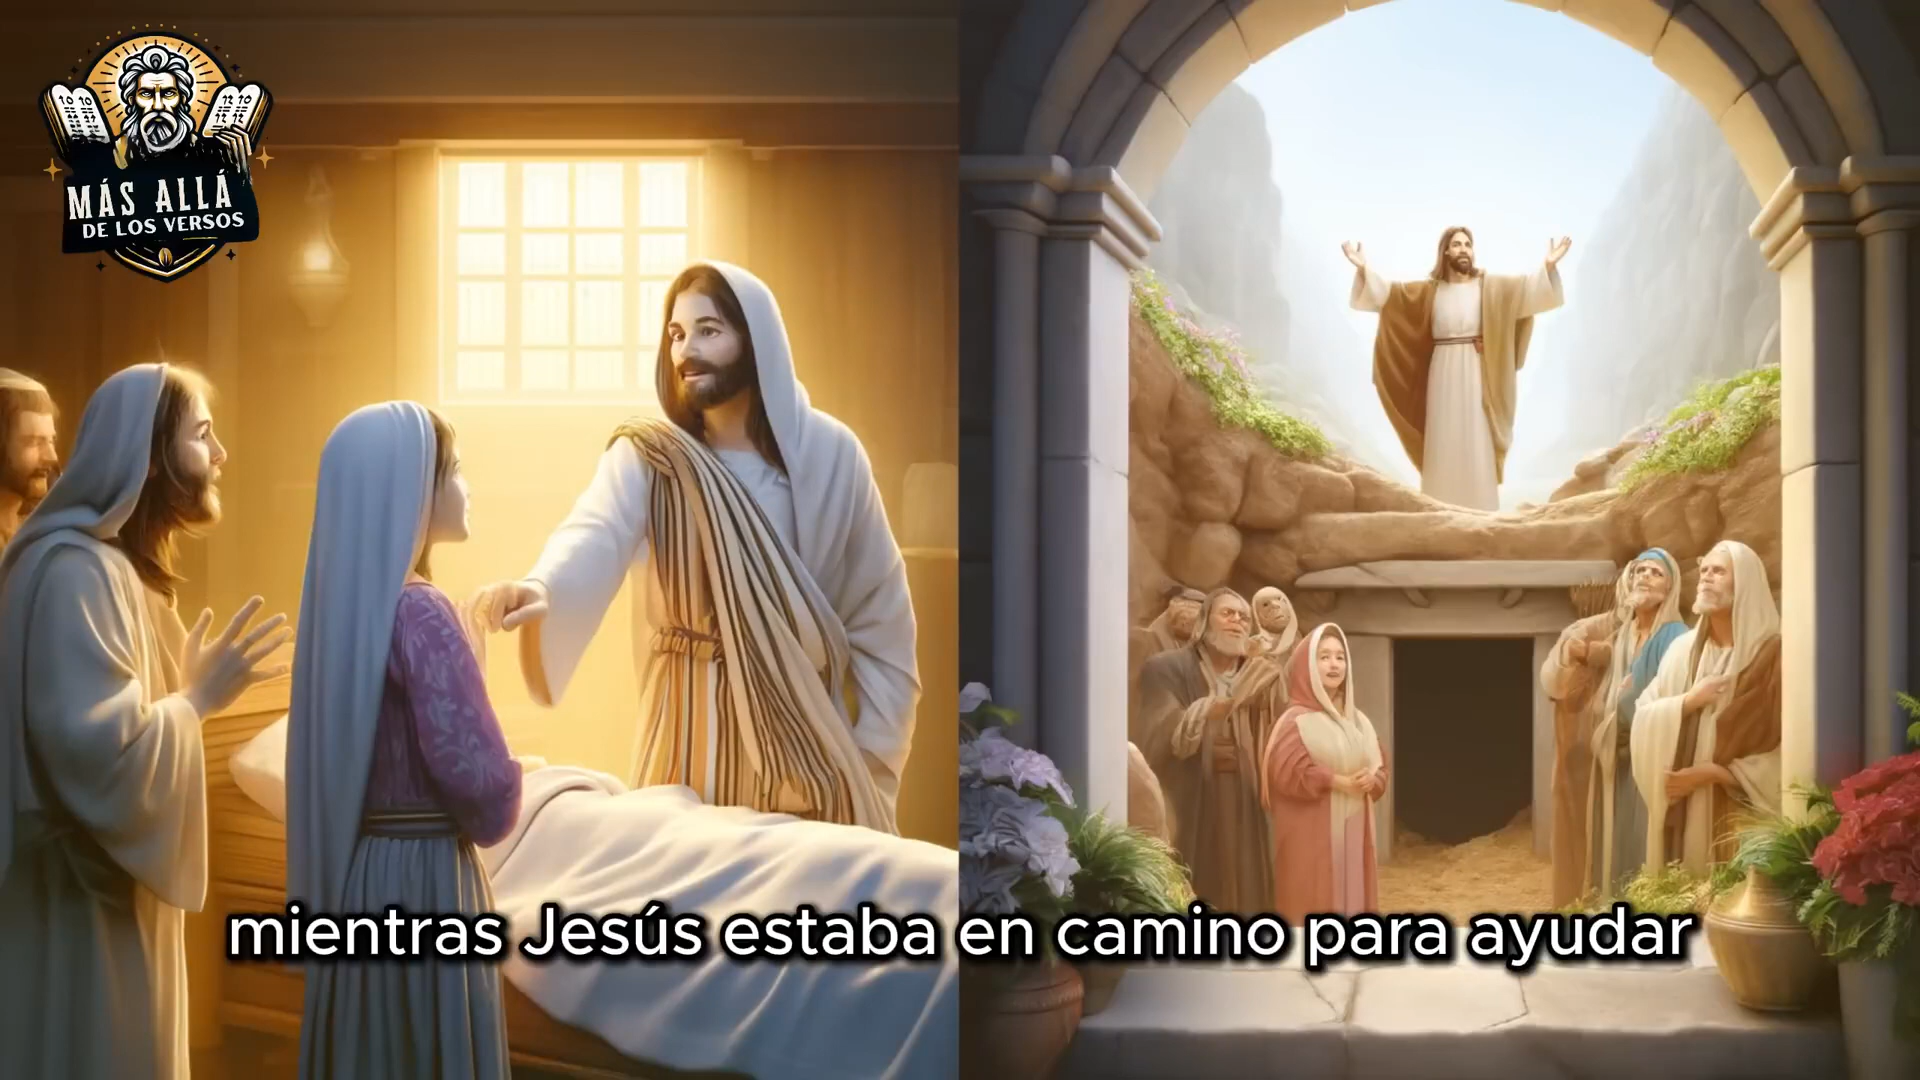 MÁS ALLÁ
DE LOS VERSOS
mientras Jesús estaba en camino para ayudar